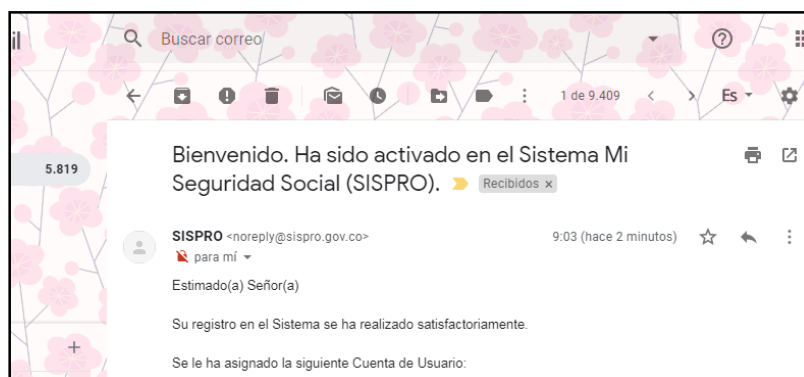 il
Buscar correo
1 de 9.409
Es
5.819
Bienvenido. Ha sido activado en el Sistema Mi
Seguridad Social (SISPRO).
Recibidos x
SISPRO <noreply@sispro.gov.co>
9:03 (hace 2 minutos)
para mí
Estimado(a) Señor(a)
Su registro en el Sistema se ha realizado satisfactoriamente.
Se le ha asignado la siguiente Cuenta de Usuario: